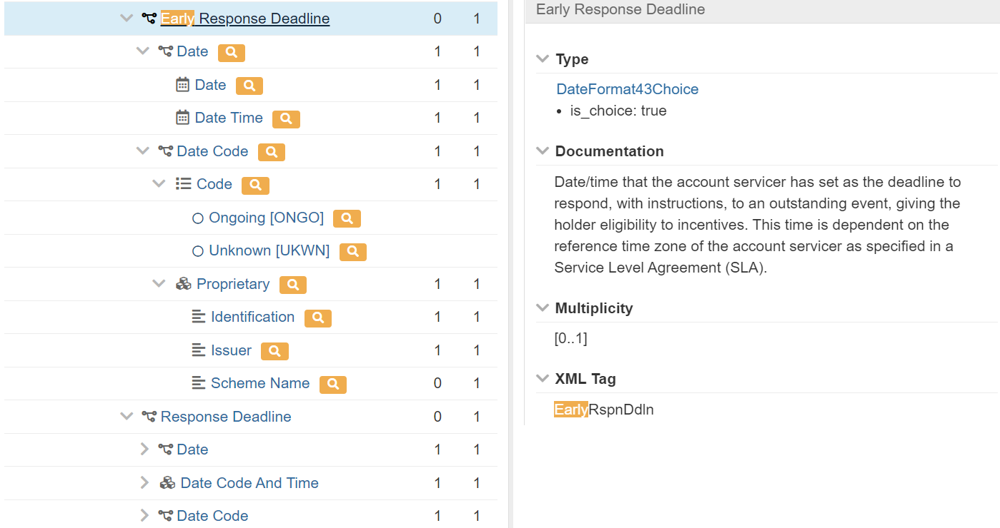 Early Response Deadline 0 1
Date 1 1
Date 1 1
Date Time 1 1
Date Code 1 1
Code 1 1
Ongoing [ONGO]
Unknown [UKWN]
Proprietary 1 1
Identification 1 1
Issuer 1 1
Scheme Name 0 1
Response Deadline 0 1
Date 1 1
Date Code And Time 1 1
Date Code 1 1
Early Response Deadline
Type
DateFormat43Choice
• is_choice: true
Documentation
Date/time that the account servicer has set as the deadline to
respond, with instructions, to an outstanding event, giving the
holder eligibility to incentives. This time is dependent on the
reference time zone of the account servicer as specified in a
Service Level Agreement (SLA).
Multiplicity
[0..1]
XML Tag
EarlyRspnDdln